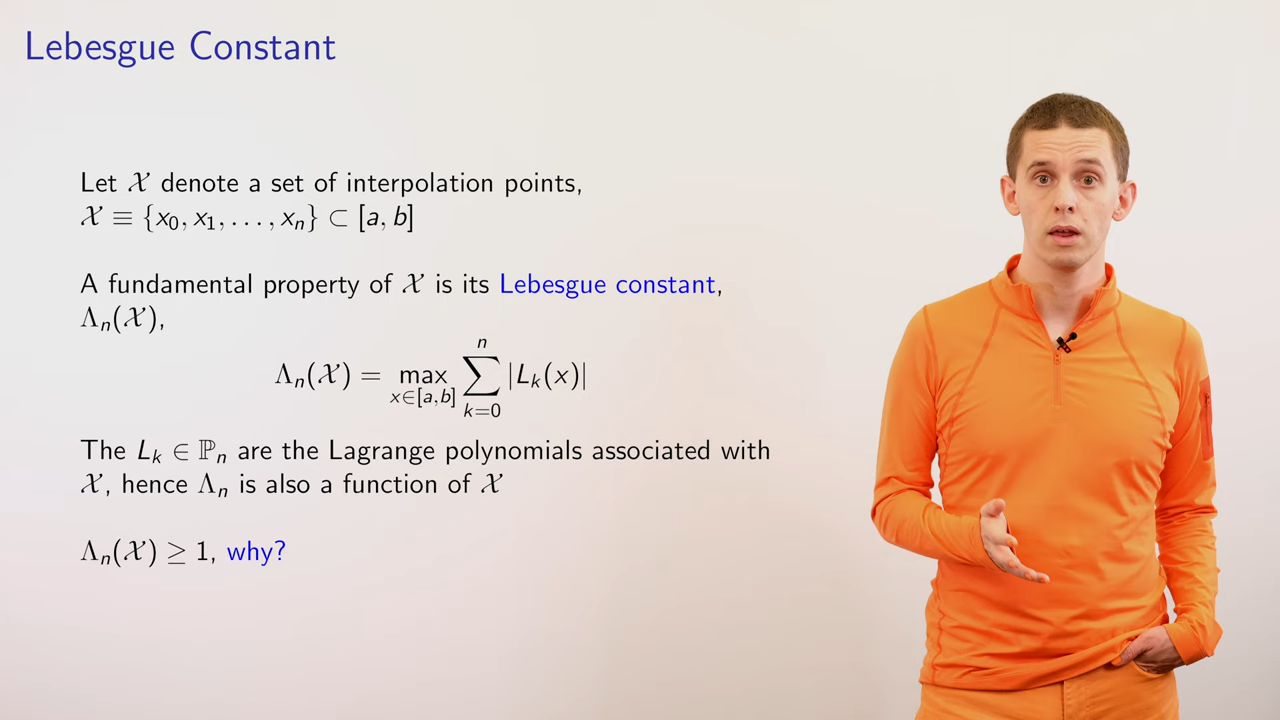 Lebesgue Constant
Let 𝒳 denote a set of interpolation points,
𝒳 ≡ {x₀, x₁, . . . , xₙ} ⊂ [a, b]
A fundamental property of 𝒳 is its Lebesgue constant,
Λₙ(𝒳),
Λₙ(𝒳) = max_{x∈[a,b]} ∑_{k=0}^{n} |Lₖ(x)|
The Lₖ ∈ ℙₙ are the Lagrange polynomials associated with
𝒳, hence Λₙ is also a function of 𝒳
Λₙ(𝒳) ≥ 1, why?